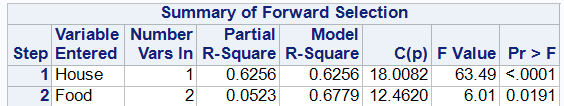 Summary of Forward Selection
Step Variable Entered Number Vars In Partial R-Square Model R-Square C(p) F Value Pr > F
1 House 1 0.6256 0.6256 18.0082 63.49 <.0001
2 Food 2 0.0523 0.6779 12.4620 6.01 0.0191